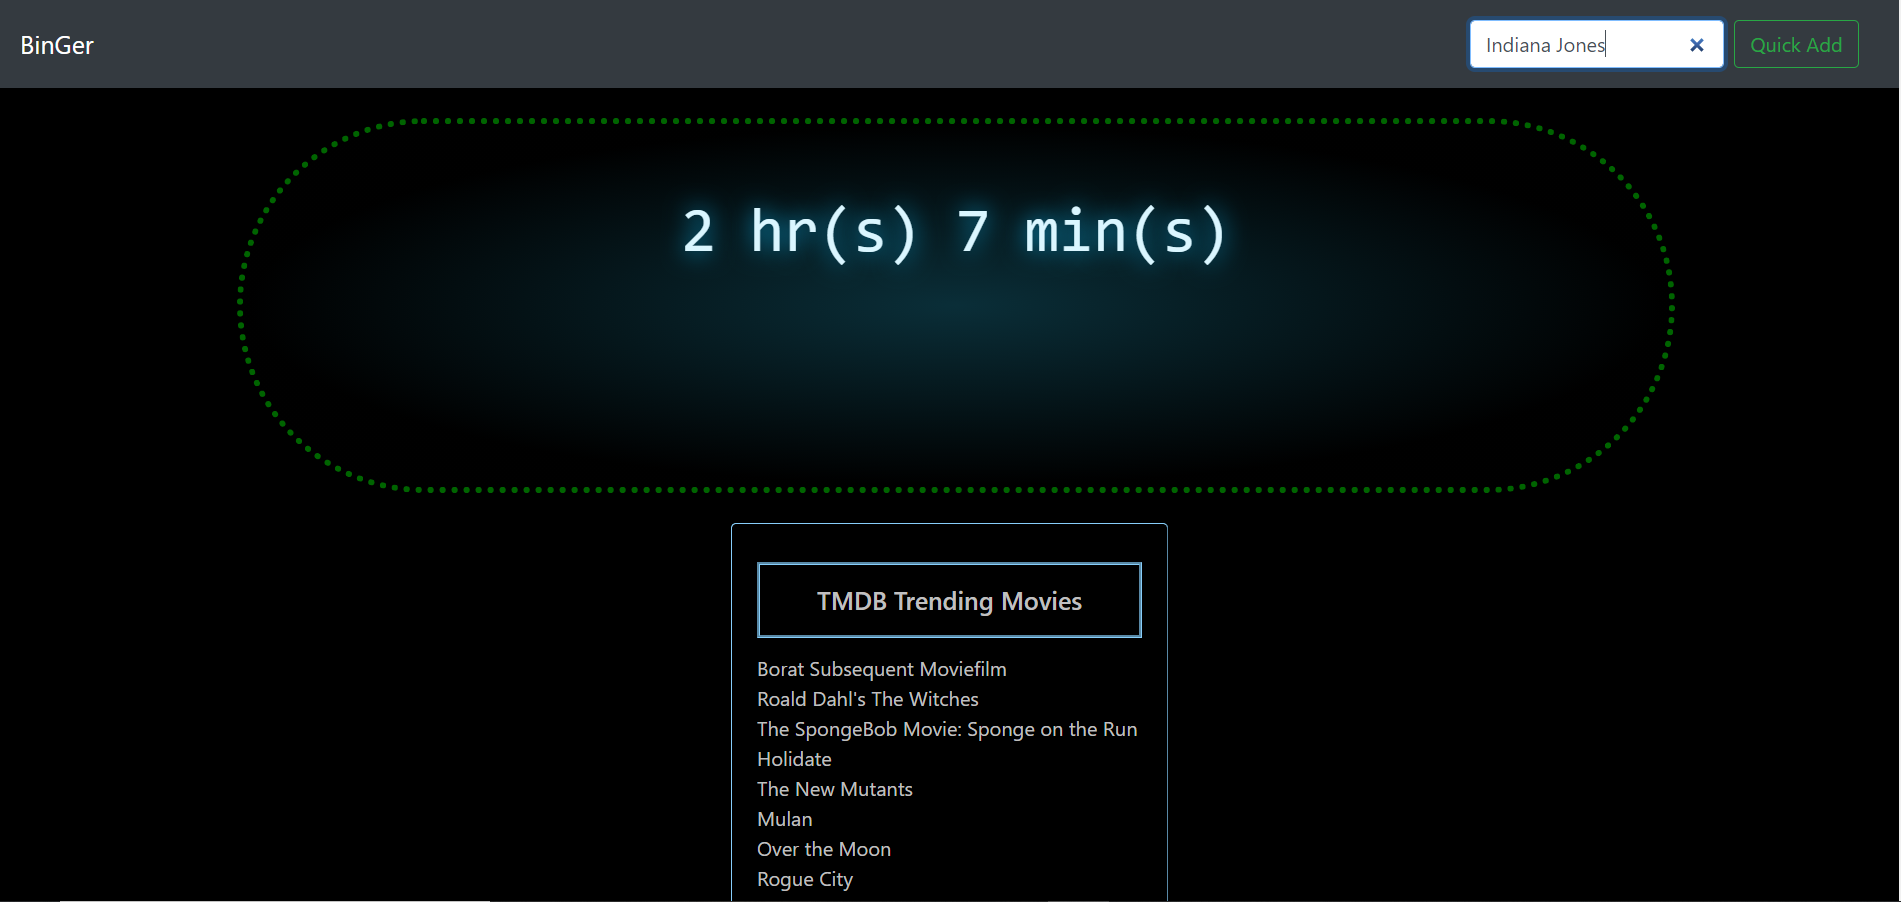 BinGer
Indiana Jones
Quick Add
2 hr(s) 7 min(s)
TMDB Trending Movies
Borat Subsequent Moviefilm
Roald Dahl's The Witches
The SpongeBob Movie: Sponge on the Run
Holidate
The New Mutants
Mulan
Over the Moon
Rogue City